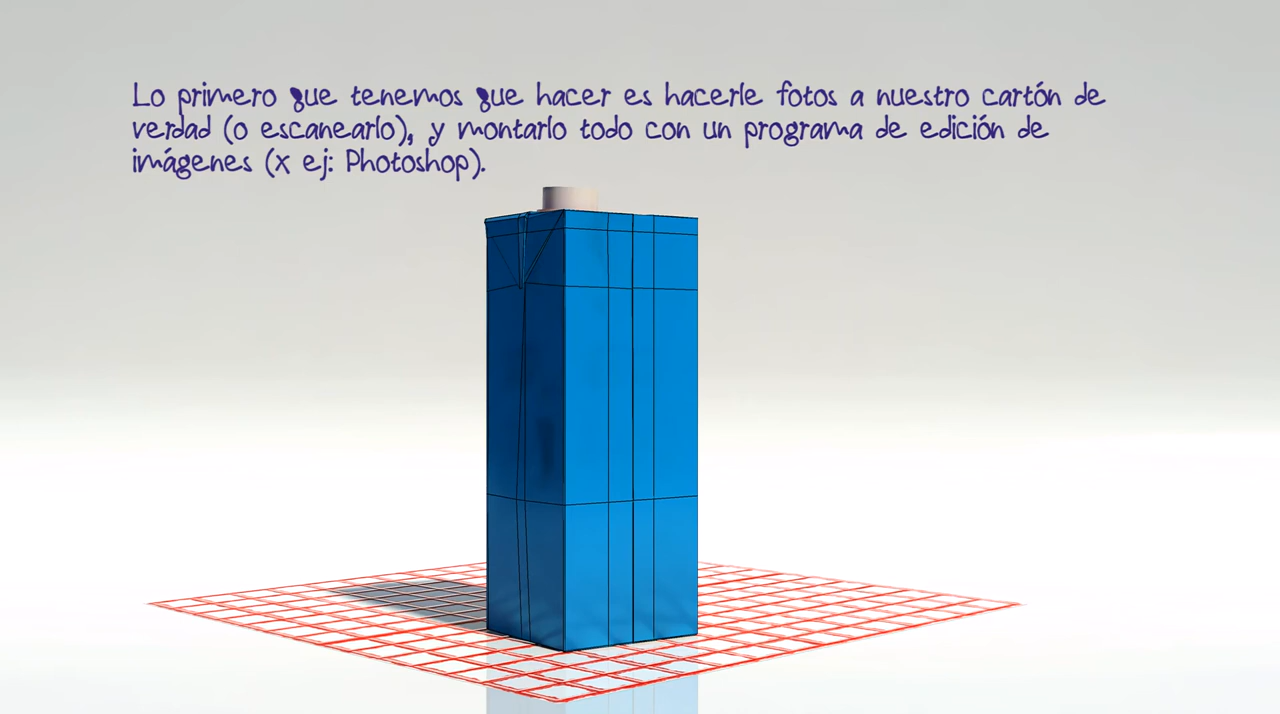 Lo primero que tenemos que hacer es hacerle fotos a nuestro cartón de
verdad (o escanearlo), y montarlo todo con un programa de edición de
imágenes (x ej: Photoshop).